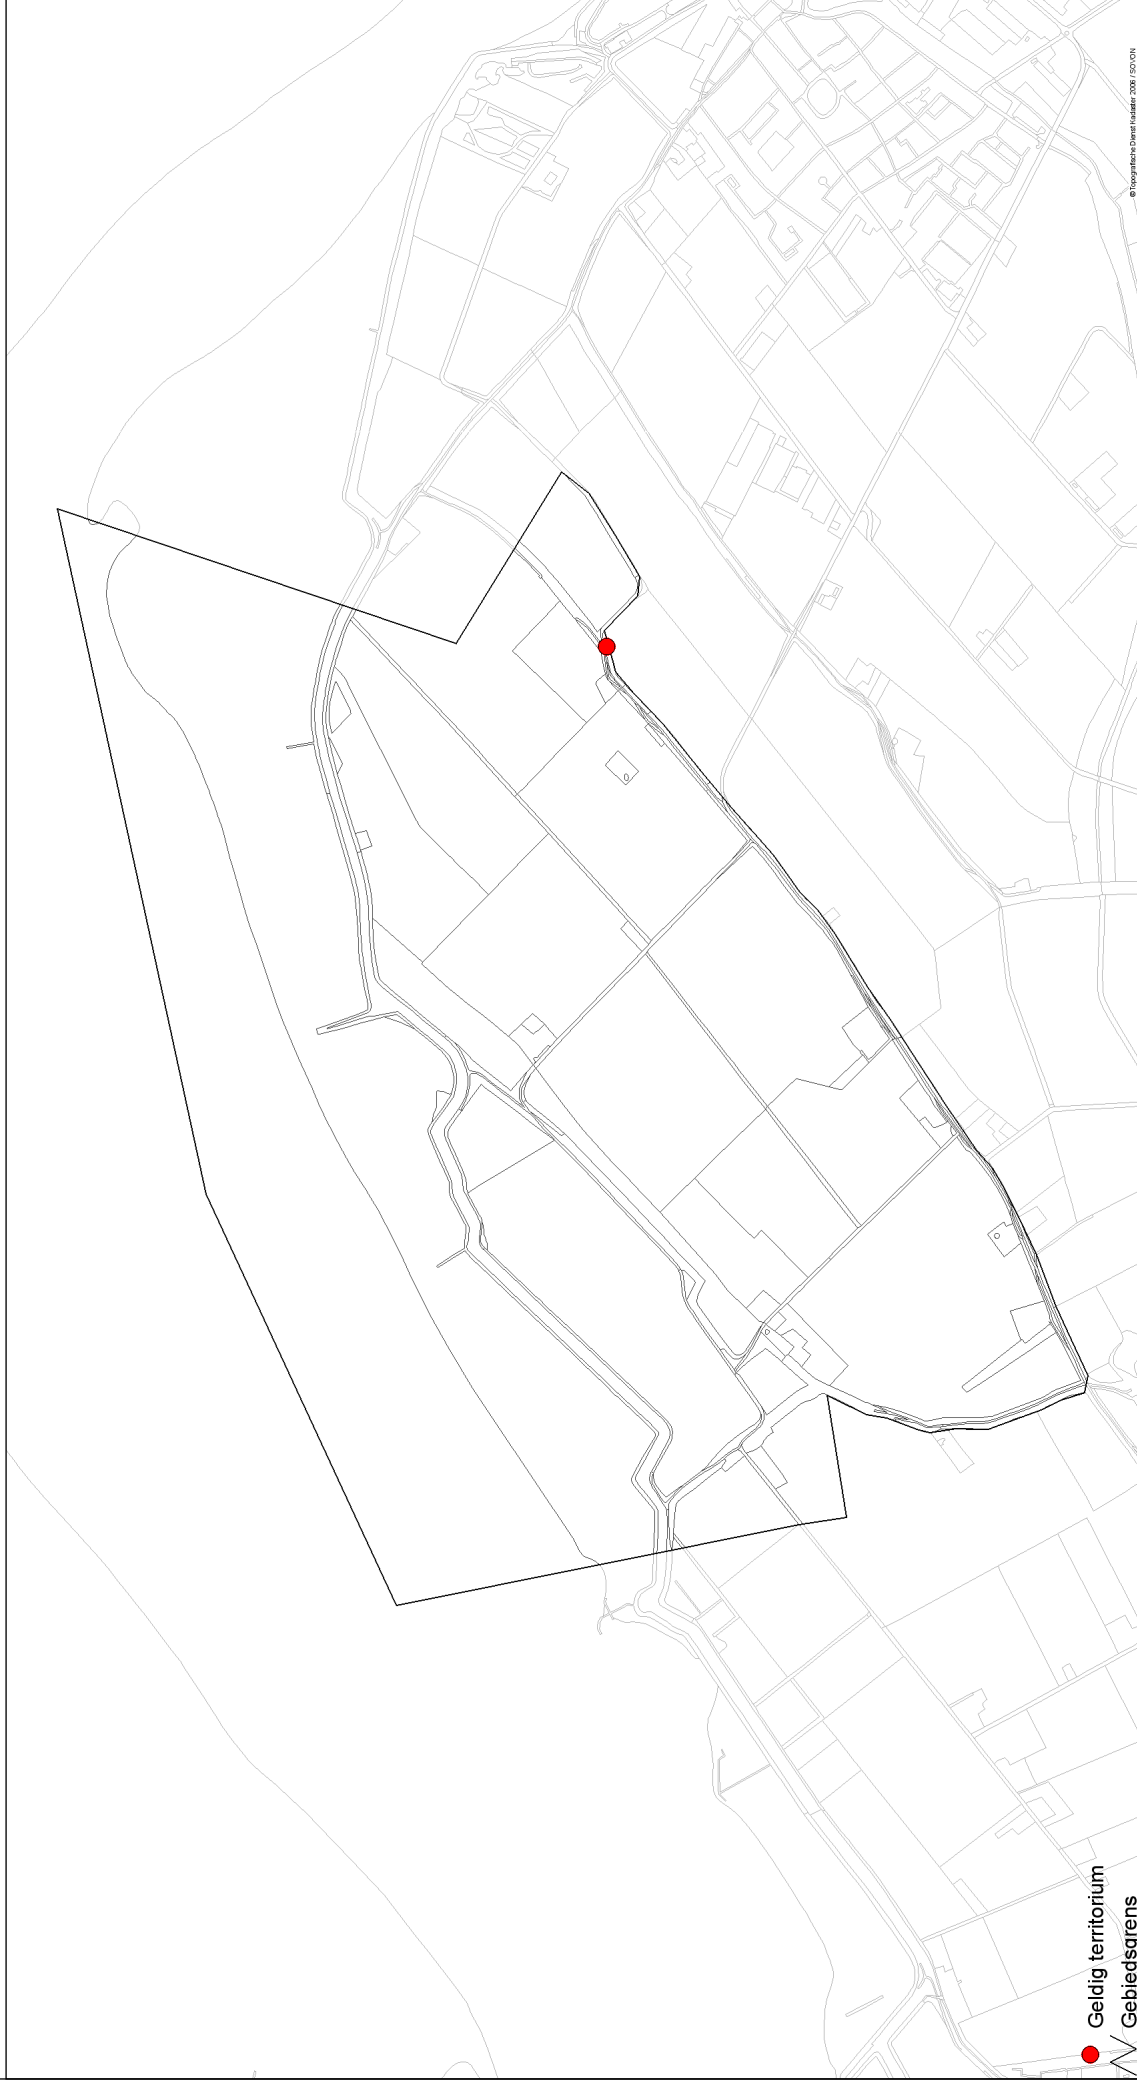 © Topografische Dienst Kadaster 2006 / SOVON
Geldig territorium
Gebiedsgrens